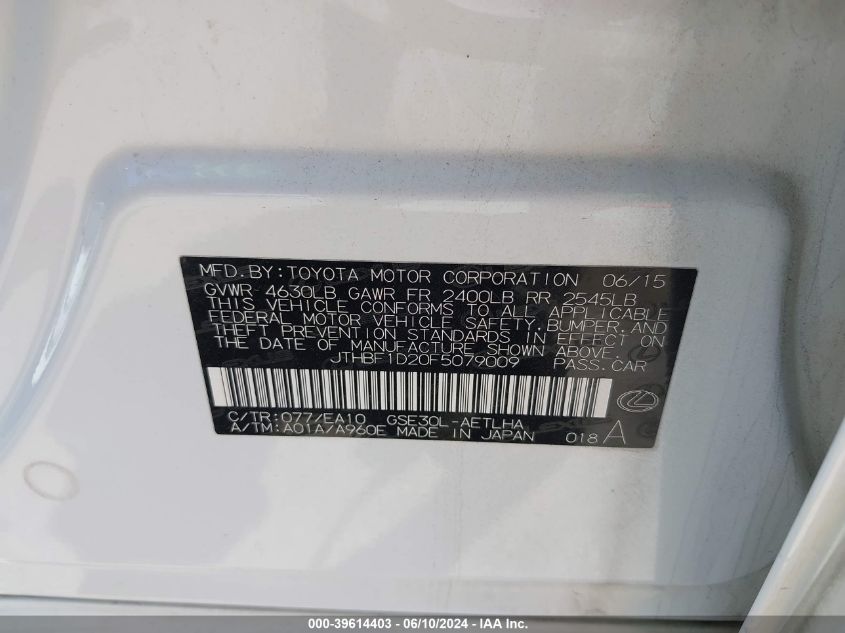 MFD.BY:TOYOTA MOTOR CORPORATION 06/15
GVWR 4630LB GAWR FR 2400LB RR 2545LB
THIS VEHICLE CONFORMS TO ALL APPLICABLE
FEDERAL MOTOR VEHICLE SAFETY,BUMPER,AND
THEFT PREVENTION STANDARDS IN EFFECT ON
THE DATE OF MANUFACTURE SHOWN ABOVE.
JTHBF1D20F5079009 PASS.CAR
C/TR:077/EA10 GSE30L-AETLHA
A/TM:A01A/A960E MADE IN JAPAN 018 A
000-39614403 - 06/10/2024 - IAA Inc.